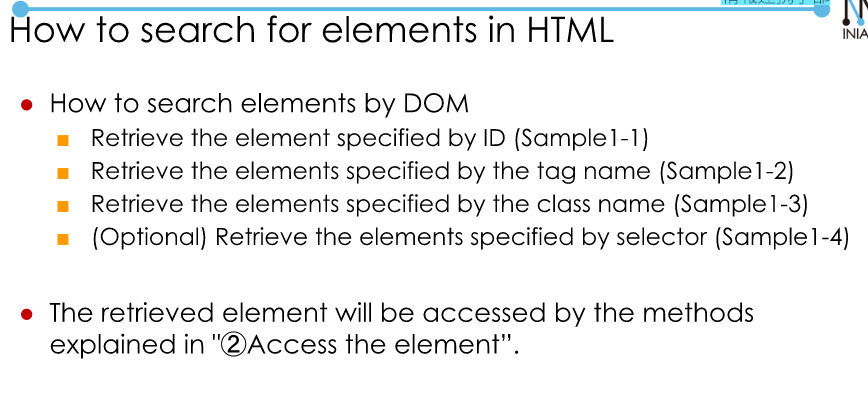 How to search for elements in HTML
● How to search elements by DOM
■ Retrieve the element specified by ID (Sample1-1)
■ Retrieve the elements specified by the tag name (Sample1-2)
■ Retrieve the elements specified by the class name (Sample1-3)
■ (Optional) Retrieve the elements specified by selector (Sample1-4)
● The retrieved element will be accessed by the methods
explained in "②Access the element”.